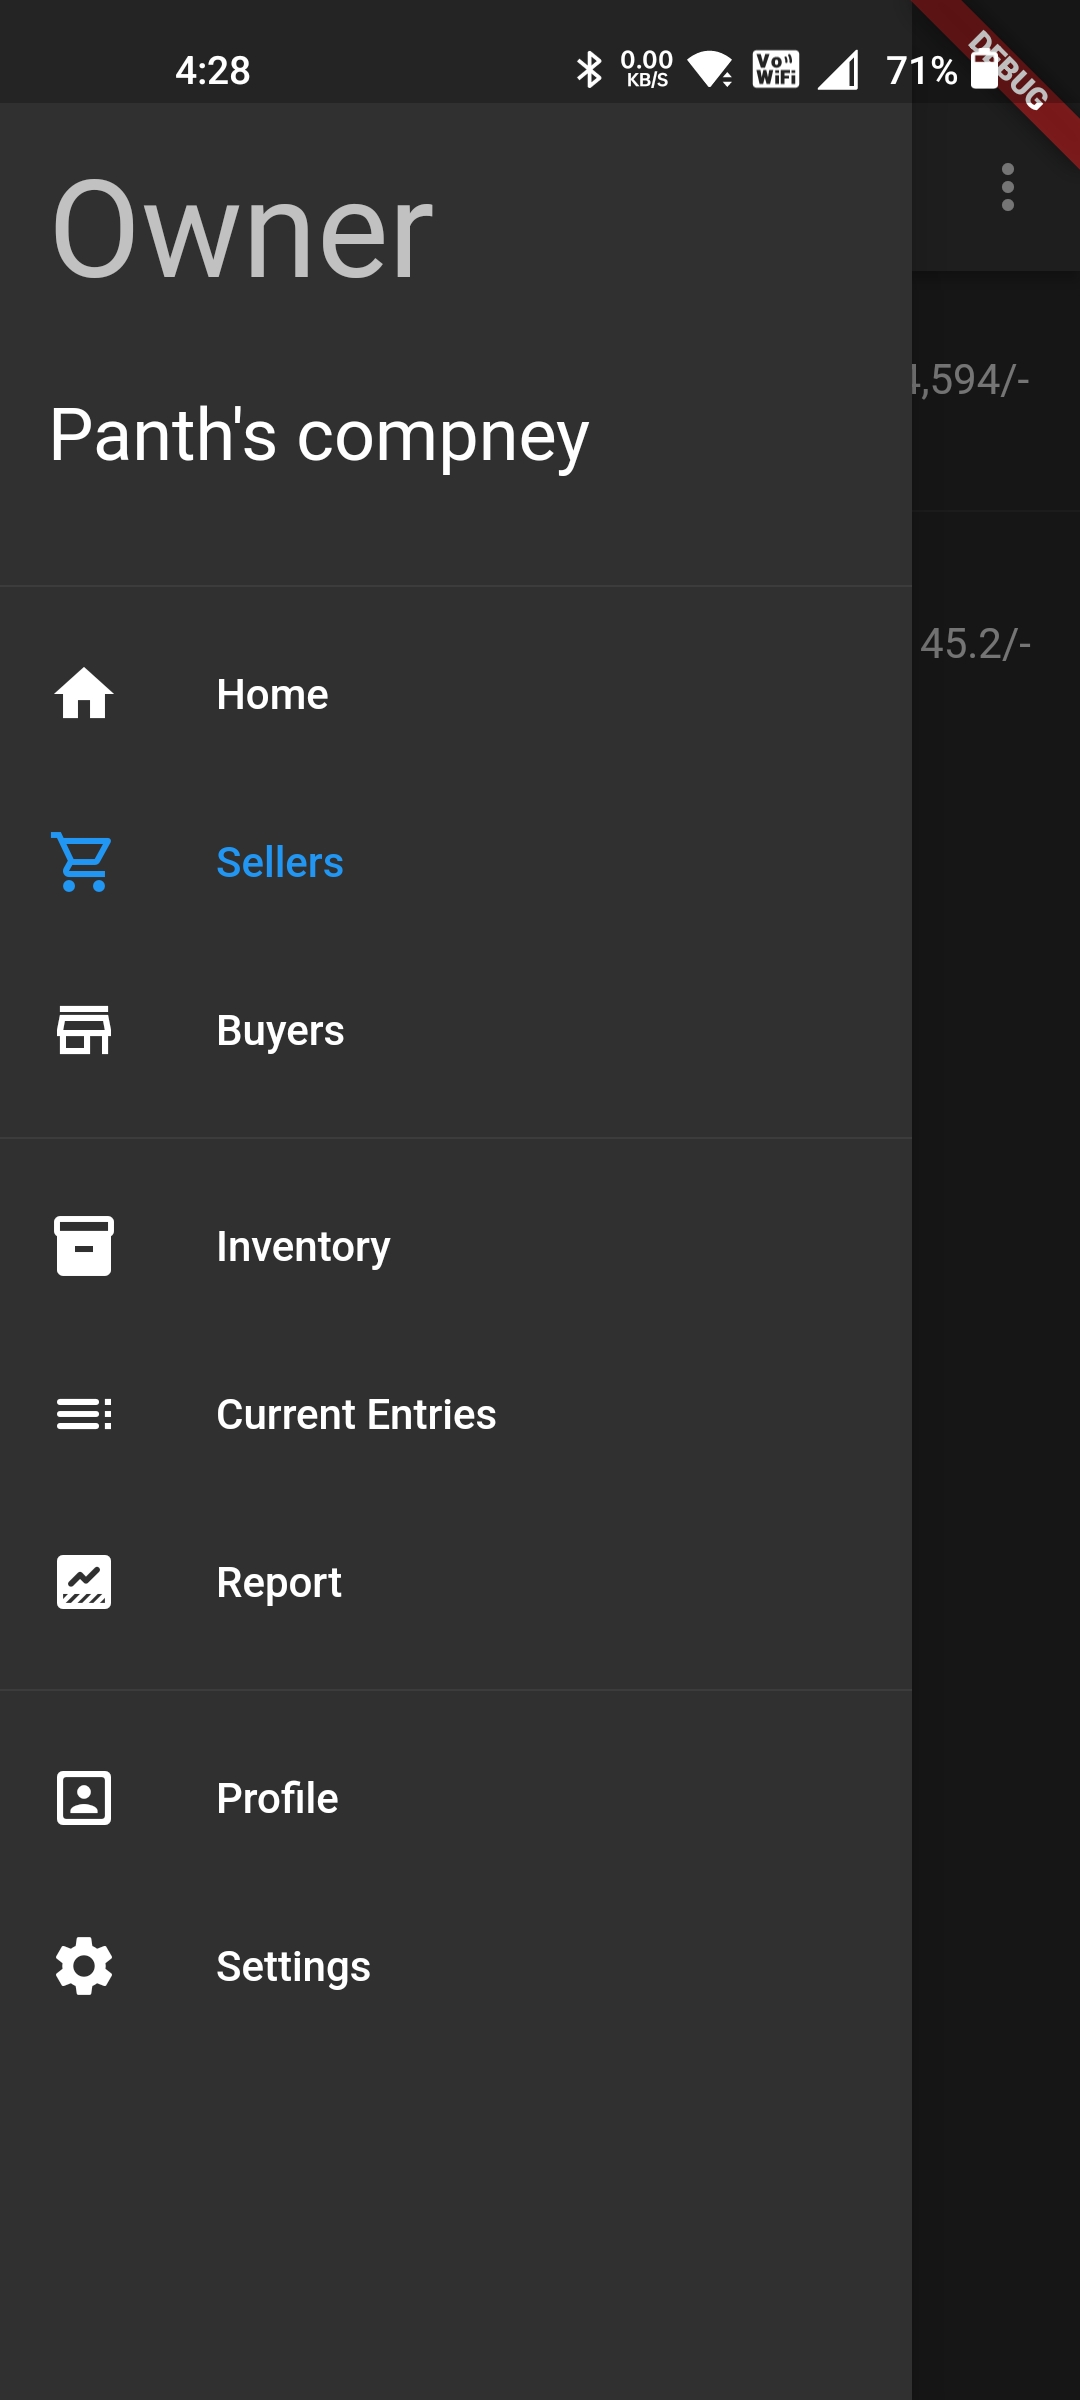 4:28
0.00
KB/S
Vo
WiFi
71%
DEBUG
Owner
4,594/-
Panth's compney
45.2/-
Home
Sellers
Buyers
Inventory
Current Entries
Report
Profile
Settings